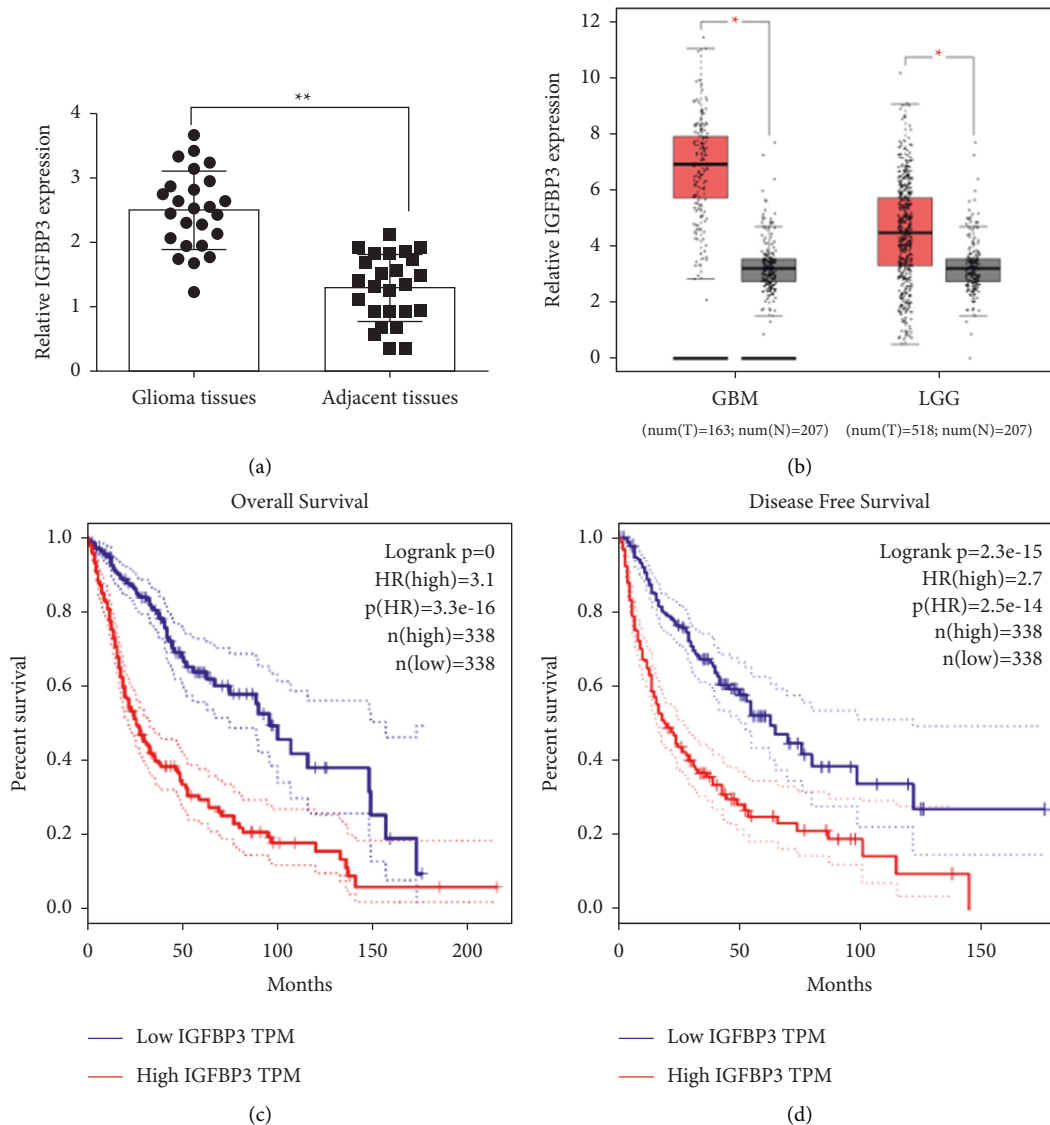 **
Relative IGFBP3 expression
4
3
2
1
0
Glioma tissues
Adjacent tissues
(a)
*
*
Relative IGFBP3 expression
12
10
8
6
4
2
0
GBM
LGG
(num(T)=163; num(N)=207)
(num(T)=518; num(N)=207)
(b)
Overall Survival
Percent survival
1.0
0.8
0.6
0.4
0.2
0.0
Logrank p=0
HR(high)=3.1
p(HR)=3.3e-16
n(high)=338
n(low)=338
0 50 100 150 200
Months
Low IGFBP3 TPM
High IGFBP3 TPM
(c)
Disease Free Survival
Percent survival
1.0
0.8
0.6
0.4
0.2
0.0
Logrank p=2.3e-15
HR(high)=2.7
p(HR)=2.5e-14
n(high)=338
n(low)=338
0 50 100 150
Months
Low IGFBP3 TPM
High IGFBP3 TPM
(d)